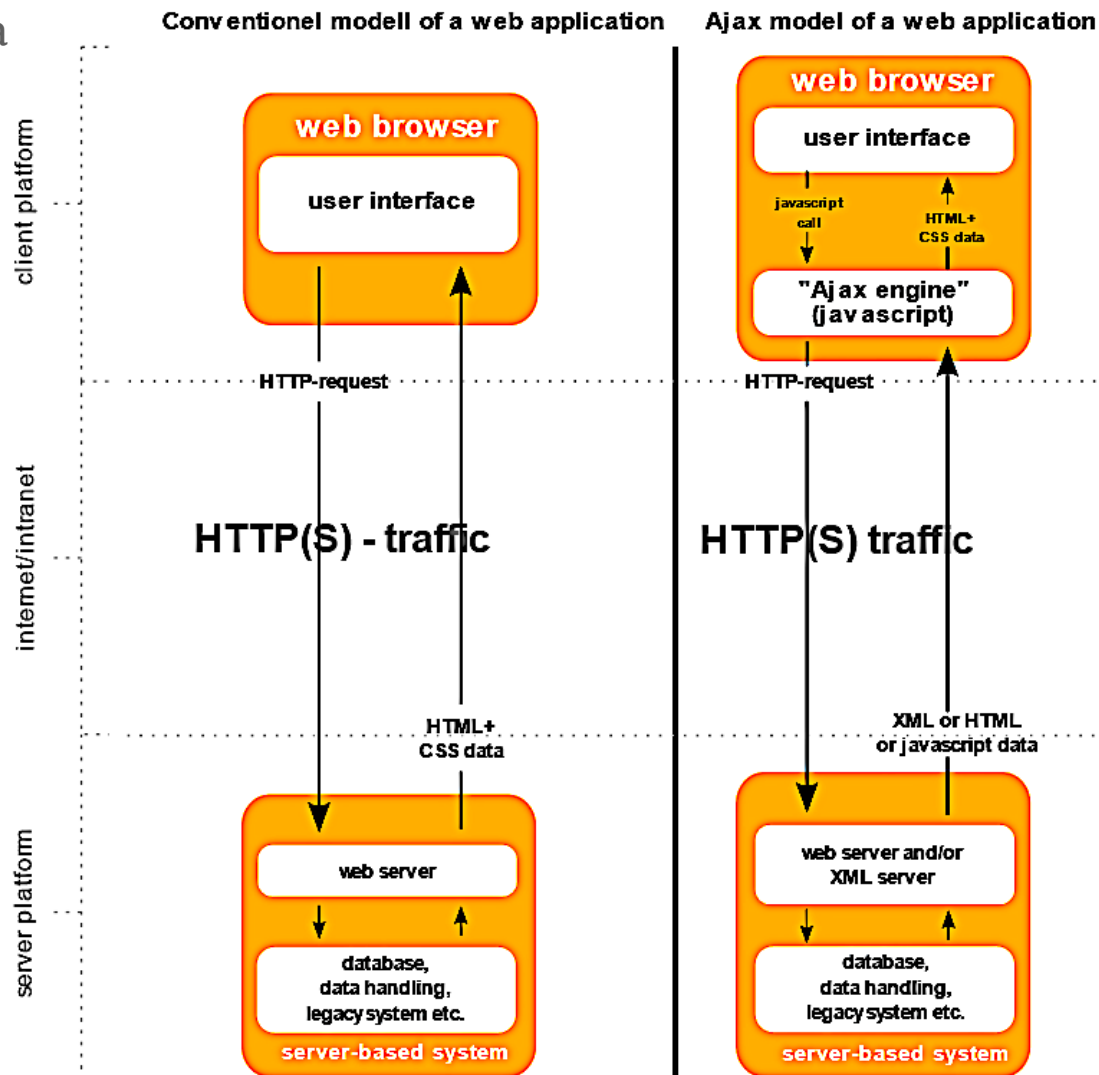 a
Conventionel modell of a web application
Ajax model of a web application
client platform
internet/intranet
server platform
web browser
user interface
HTTP-request
HTTP(S) - traffic
HTML+
CSS data
web server
database,
data handling,
legacy system etc.
server-based system
web browser
user interface
javascript
call
HTML+
CSS data
"Ajax engine"
(javascript)
HTTP-request
HTTP(S) traffic
XML or HTML
or javascript data
web server and/or
XML server
database,
data handling,
legacy system etc.
server-based system